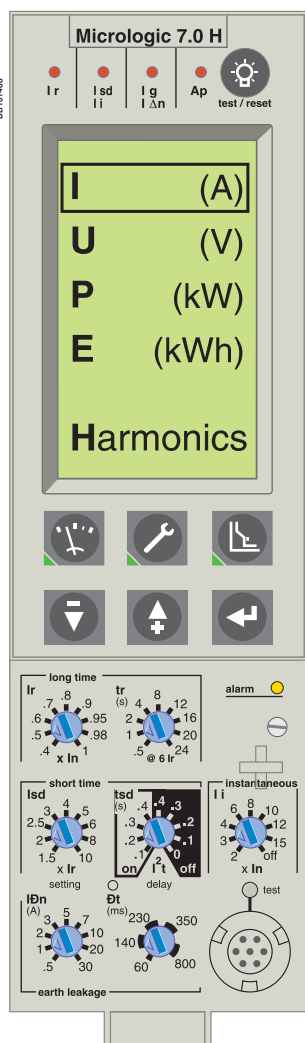 Micrologic 7.0 H
Ir Isd Ig Ap
Ii I Δn test / reset
I (A)
U (V)
P (kW)
E (kWh)
Harmonics
long time
alarm
Ir tr
(s)
.4 .5 .6 .7 .8 .9 .95 .98 1
x In
.5 1 2 4 8 12 16 20 24
@ 6 Ir
short time
instantaneous
Isd tsd Ii
(s)
1.5 2 2.5 3 4 5 6 8 10
x Ir
.1 .2 .3 .4 .4 .3 .2 .1 0
on I²t off
2 3 4 6 8 10 12 15 off
x In
setting delay
test
IÐn Ðt
(A) (ms)
.5 1 2 3 5 7 10 20 30
60 140 230 350 800
earth leakage